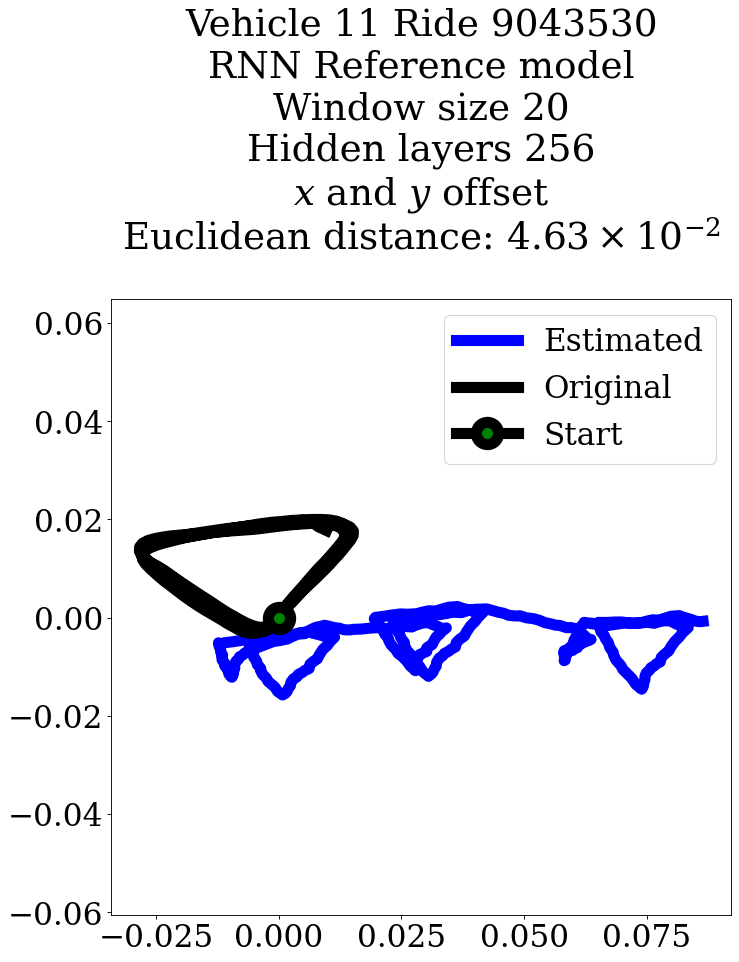 Vehicle 11 Ride 9043530
RNN Reference model
Window size 20
Hidden layers 256
x and y offset
Euclidean distance: 4.63 × 10⁻²
Estimated
Original
Start
0.06
0.04
0.02
0.00
−0.02
−0.04
−0.06
−0.025 0.000 0.025 0.050 0.075